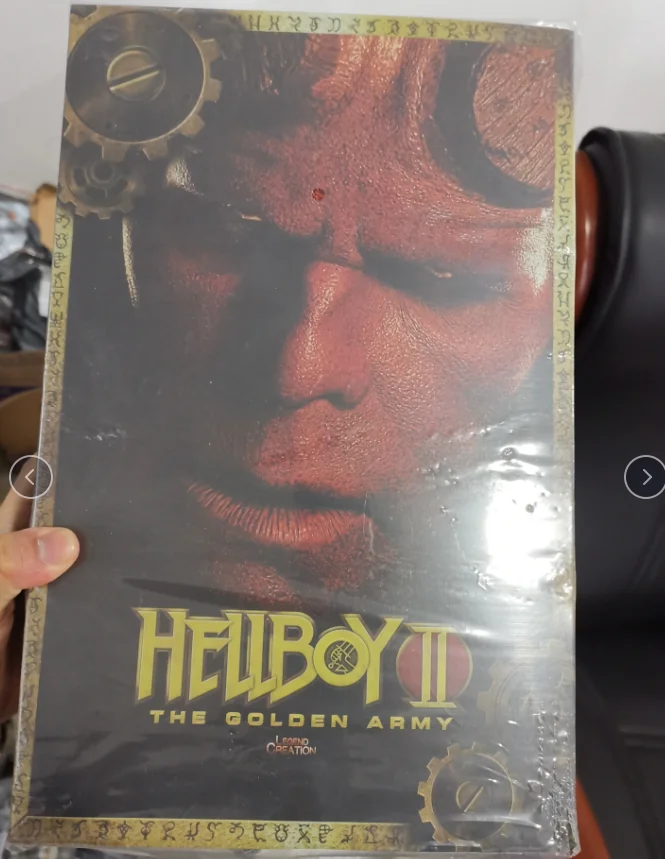 HELLBOY II
THE GOLDEN ARMY
LEGEND
CREATION